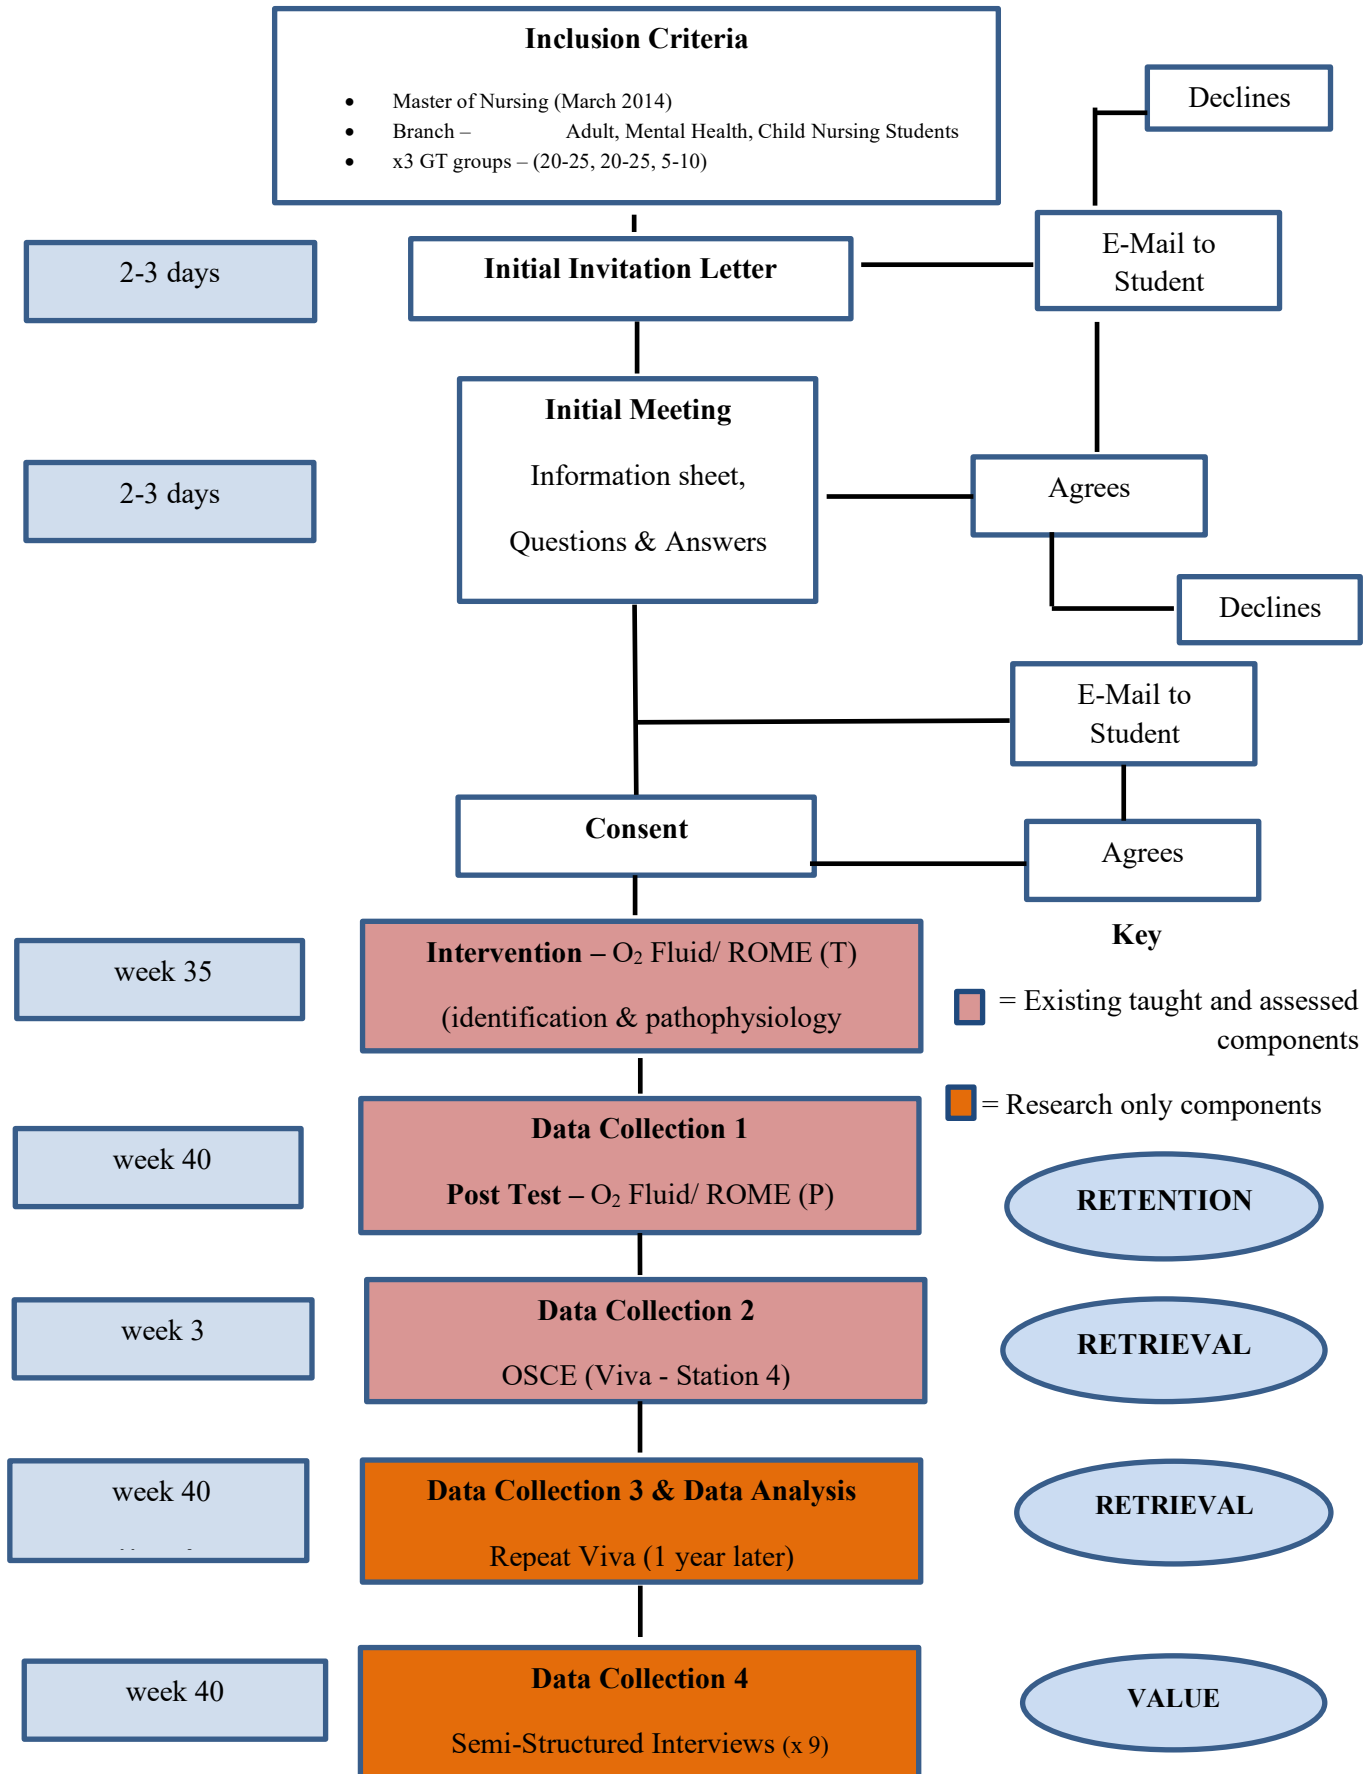 Inclusion Criteria
• Master of Nursing (March 2014)
• Branch – Adult, Mental Health, Child Nursing Students
• x3 GT groups – (20-25, 20-25, 5-10)
Declines
2-3 days
Initial Invitation Letter
E-Mail to
Student
2-3 days
Initial Meeting
Information sheet,
Questions & Answers
Agrees
Declines
E-Mail to
Student
Consent
Agrees
week 35
Intervention – O₂ Fluid/ ROME (T)
(identification & pathophysiology
Key
= Existing taught and assessed
components
= Research only components
week 40
Data Collection 1
Post Test – O₂ Fluid/ ROME (P)
RETENTION
week 3
Data Collection 2
OSCE (Viva - Station 4)
RETRIEVAL
week 40
Data Collection 3 & Data Analysis
Repeat Viva (1 year later)
RETRIEVAL
week 40
Data Collection 4
Semi-Structured Interviews (x 9)
VALUE